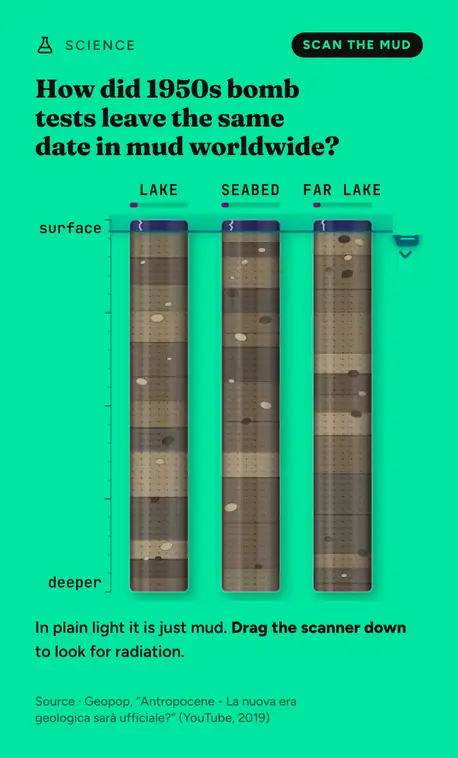 SCIENCE
SCAN THE MUD
How did 1950s bomb
tests leave the same
date in mud worldwide?
LAKE
SEABED
FAR LAKE
surface
deeper
In plain light it is just mud. Drag the scanner down
to look for radiation.
Source · Geopop, “Antropocene - La nuova era
geologica sarà ufficiale?” (YouTube, 2019)